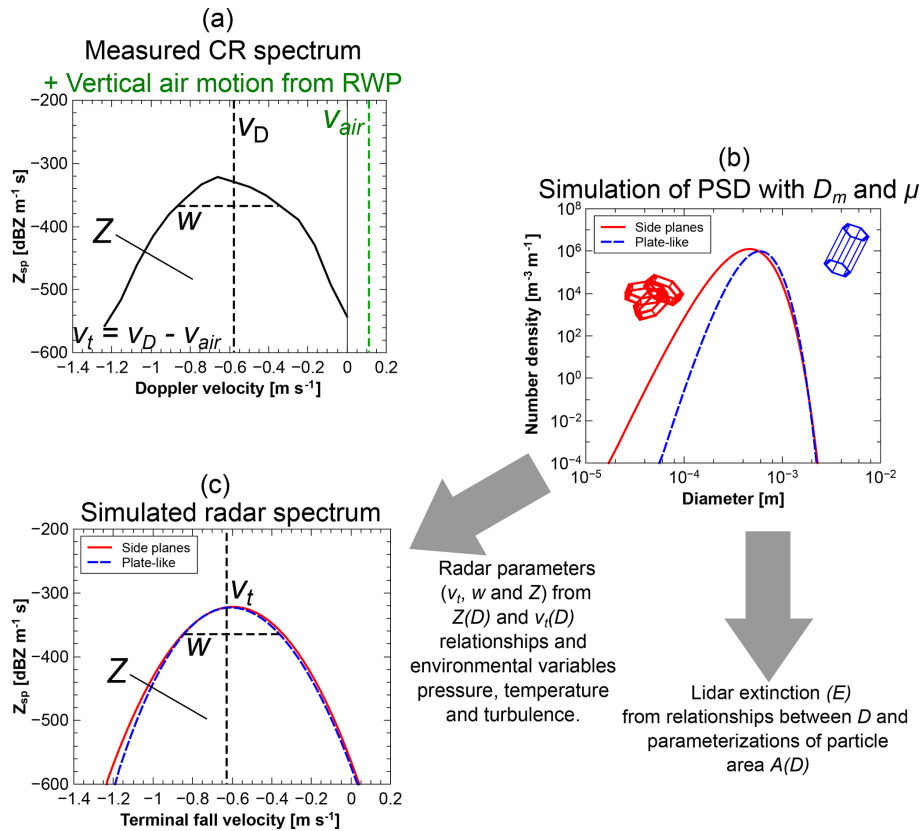 (a)
Measured CR spectrum
+ Vertical air motion from RWP
−200
−300
−400
−500
−600
Z_sp [dBZ m⁻¹ s]
v_D
v_air
w
Z
v_t = v_D - v_air
−1.4 −1.2 −1 −0.8 −0.6 −0.4 −0.2 0 0.2
Doppler velocity [m s⁻¹]
(b)
Simulation of PSD with D_m and μ
10⁸
10⁶
10⁴
10²
10⁰
10⁻²
10⁻⁴
Number density [m⁻³ m⁻¹]
Side planes
Plate-like
10⁻⁵ 10⁻⁴ 10⁻³ 10⁻²
Diameter [m]
(c)
Simulated radar spectrum
−200
−300
−400
−500
−600
Z_sp [dBZ m⁻¹ s]
Side planes
Plate-like
v_t
w
Z
−1.4 −1.2 −1 −0.8 −0.6 −0.4 −0.2 0 0.2
Terminal fall velocity [m s⁻¹]
Radar parameters
(v_t, w and Z) from
Z(D) and v_t(D)
relationships and
environmental variables
pressure, temperature
and turbulence.
Lidar extinction (E)
from relationships between D and
parameterizations of particle
area A(D)